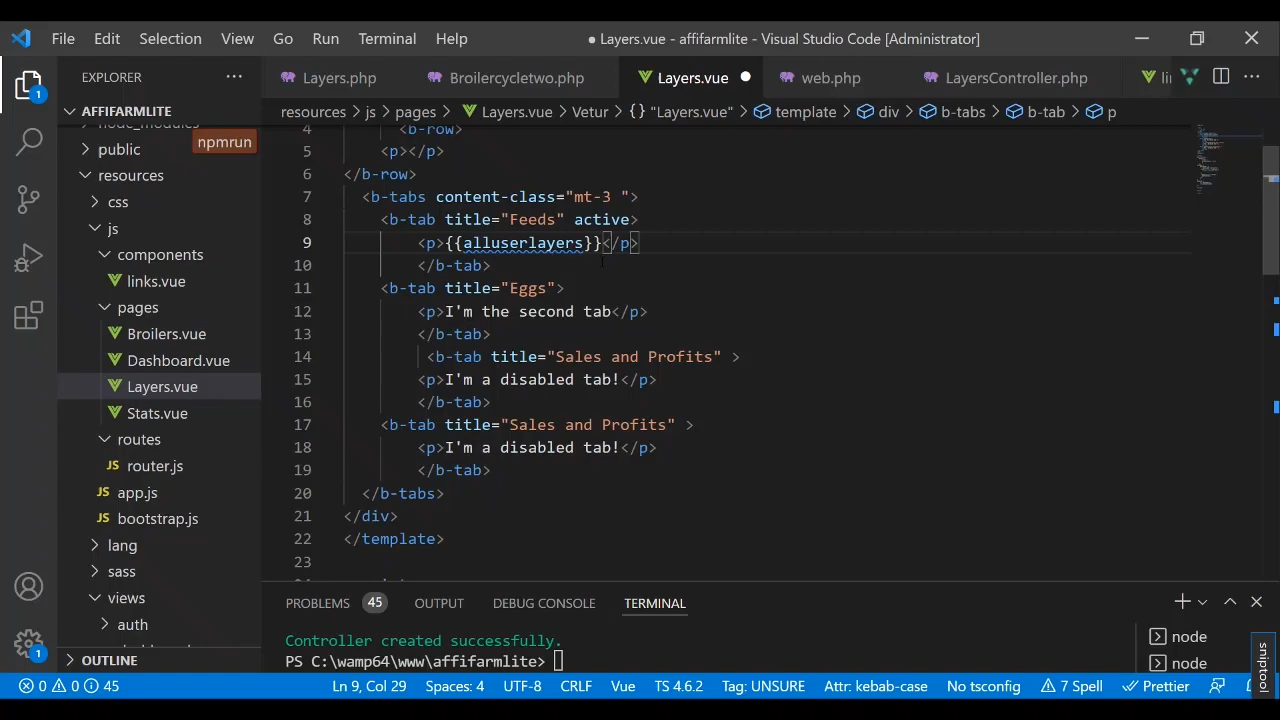 File Edit Selection View Go Run Terminal Help ● Layers.vue - affifarmlite - Visual Studio Code [Administrator]
EXPLORER ···
Layers.php Broilercycletwo.php Layers.vue ● web.php LayersController.php ···
AFFIFARMLITE
resources > js > pages > Layers.vue > Vetur > {} "Layers.vue" > template > div > b-tabs > b-tab > p
public
npmrun
resources
css
js
components
links.vue
pages
Broilers.vue
Dashboard.vue
Layers.vue
Stats.vue
routes
JS router.js
JS app.js
JS bootstrap.js
lang
sass
views
auth
OUTLINE
4 <b-row>
5 <p></p>
6 </b-row>
7 <b-tabs content-class="mt-3 ">
8 <b-tab title="Feeds" active>
9 <p>{{alluserlayers}}</p>
10 </b-tab>
11 <b-tab title="Eggs">
12 <p>I'm the second tab</p>
13 </b-tab>
14 <b-tab title="Sales and Profits" >
15 <p>I'm a disabled tab!</p>
16 </b-tab>
17 <b-tab title="Sales and Profits" >
18 <p>I'm a disabled tab!</p>
19 </b-tab>
20 </b-tabs>
21 </div>
22 </template>
23
PROBLEMS 45 OUTPUT DEBUG CONSOLE TERMINAL
Controller created successfully.
PS C:\wamp64\www\affifarmlite>
node
node
sniptool
1
1
0 0 45 Ln 9, Col 29 Spaces: 4 UTF-8 CRLF Vue TS 4.6.2 Tag: UNSURE Attr: kebab-case No tsconfig 7 Spell Prettier